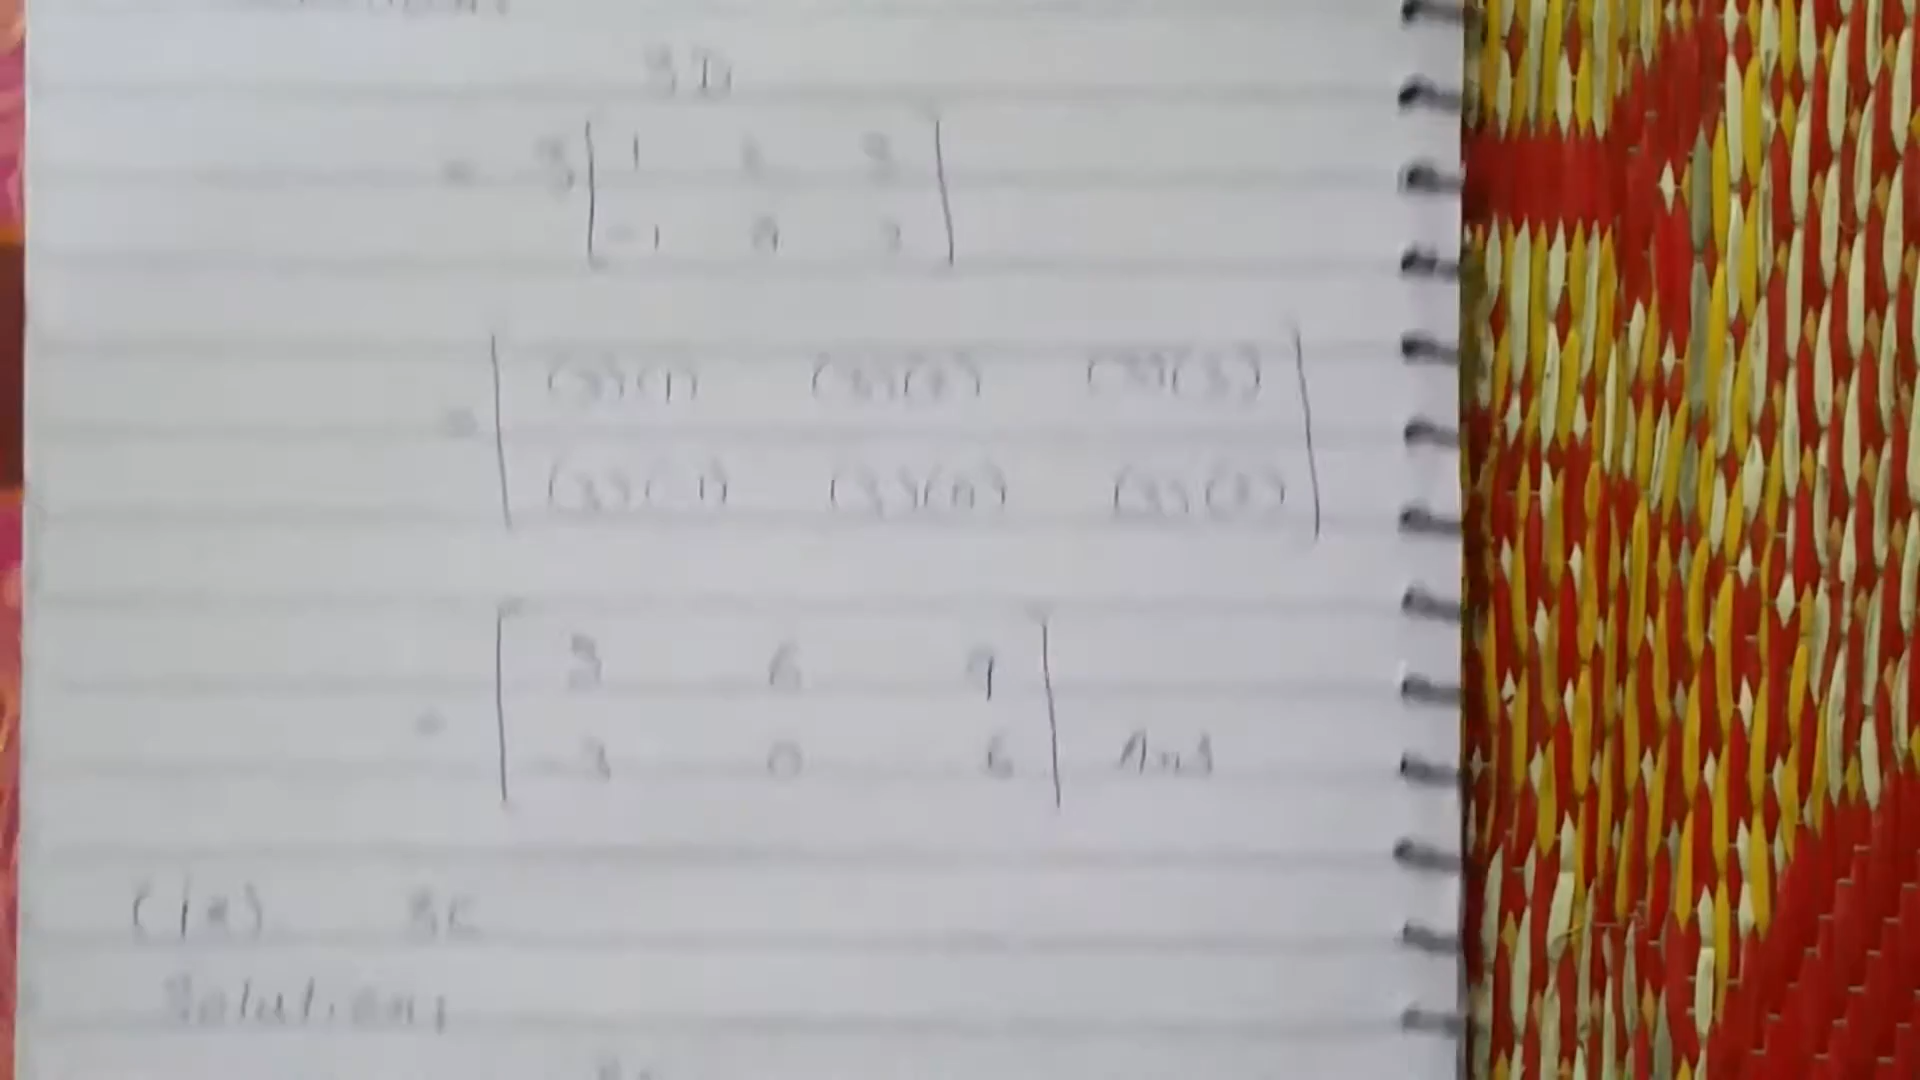 3D
= 3 [ 1 2 3
-1 0 2 ]
= [ (3)(1) (3)(2) (3)(3)
(3)(-1) (3)(0) (3)(2) ]
= [ 3 6 9
-3 0 6 ] Ans
(ix) 3C
Solution: